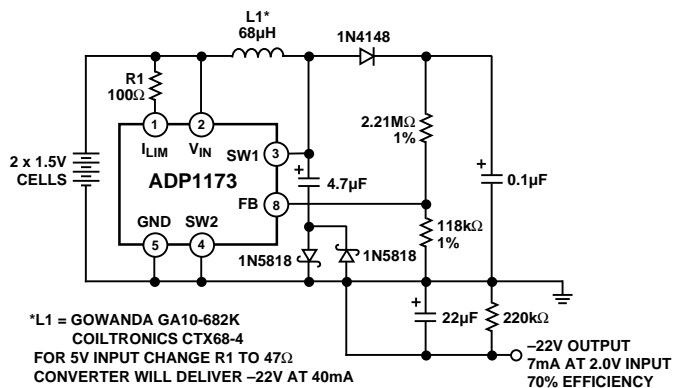 L1*
68µH
1N4148
R1
100Ω
2.21MΩ
1%
1
2
ILIM
VIN
SW1
3
2 x 1.5V
CELLS
ADP1173
4.7µF
0.1µF
FB
8
GND
SW2
118kΩ
1%
5
4
1N5818
1N5818
*L1 = GOWANDA GA10-682K
COILTRONICS CTX68-4
FOR 5V INPUT CHANGE R1 TO 47Ω
CONVERTER WILL DELIVER –22V AT 40mA
22µF
220kΩ
–22V OUTPUT
7mA AT 2.0V INPUT
70% EFFICIENCY